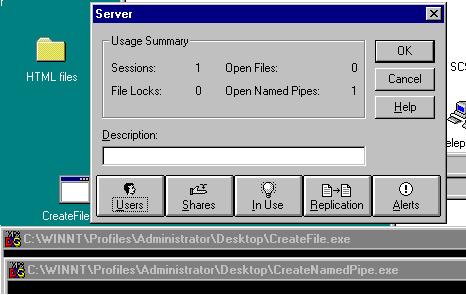 Server
Usage Summary
Sessions: 1 Open Files: 0
File Locks: 0 Open Named Pipes: 1
OK
Cancel
Help
Description:
Users Shares In Use Replication Alerts
HTML files
SCS
elep
CreateFile
C:\WINNT\Profiles\Administrator\Desktop\CreateFile.exe
C:\WINNT\Profiles\Administrator\Desktop\CreateNamedPipe.exe